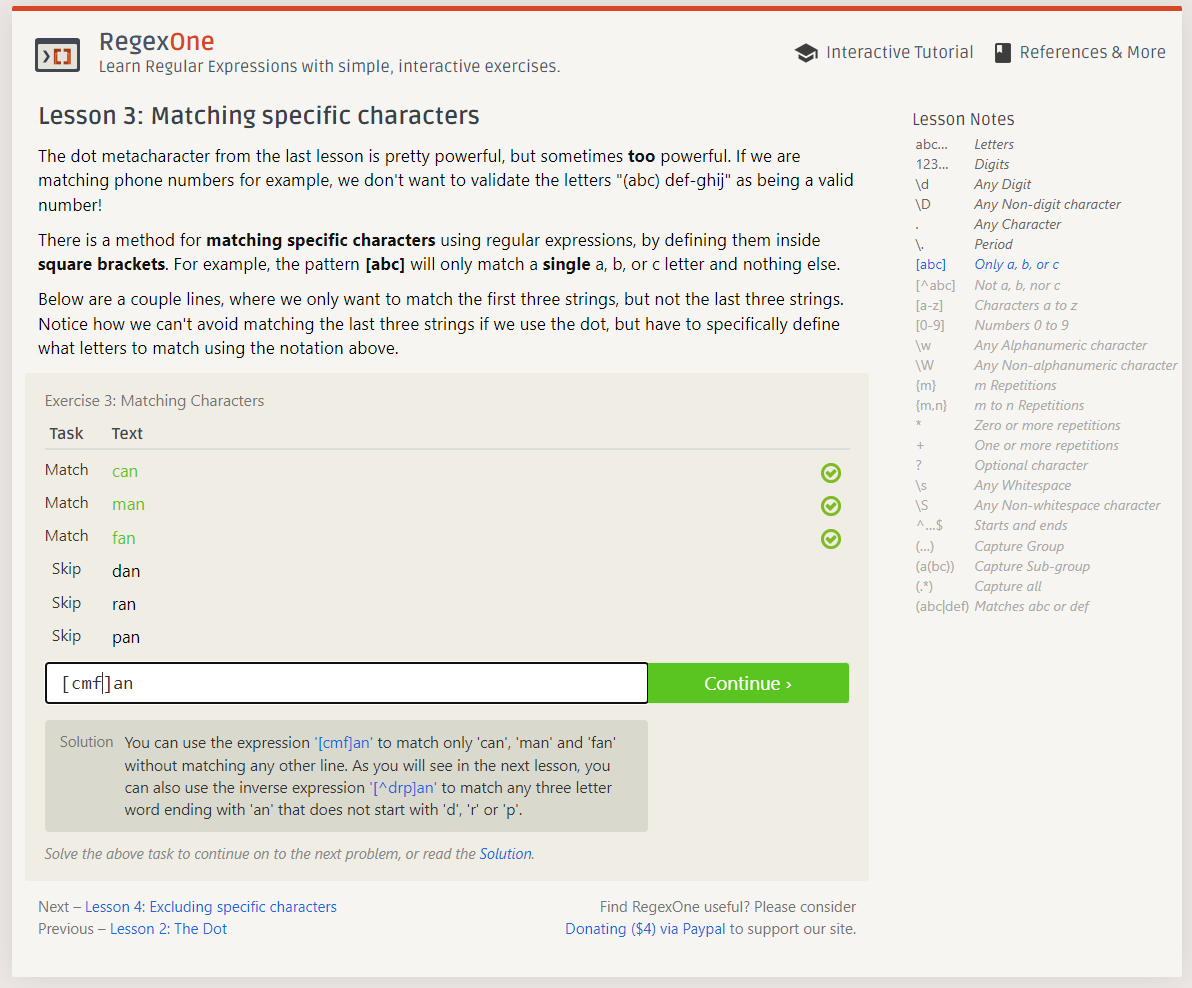 RegexOne
Learn Regular Expressions with simple, interactive exercises.
Interactive Tutorial
References & More
Lesson 3: Matching specific characters
The dot metacharacter from the last lesson is pretty powerful, but sometimes too powerful. If we are
matching phone numbers for example, we don't want to validate the letters "(abc) def-ghij" as being a valid
number!
There is a method for matching specific characters using regular expressions, by defining them inside
square brackets. For example, the pattern [abc] will only match a single a, b, or c letter and nothing else.
Below are a couple lines, where we only want to match the first three strings, but not the last three strings.
Notice how we can't avoid matching the last three strings if we use the dot, but have to specifically define
what letters to match using the notation above.
Exercise 3: Matching Characters
Task Text
Match can
Match man
Match fan
Skip dan
Skip ran
Skip pan
[cmf]an
Continue ›
Solution You can use the expression '[cmf]an' to match only 'can', 'man' and 'fan'
without matching any other line. As you will see in the next lesson, you
can also use the inverse expression '[^drp]an' to match any three letter
word ending with 'an' that does not start with 'd', 'r' or 'p'.
Solve the above task to continue on to the next problem, or read the Solution.
Next – Lesson 4: Excluding specific characters
Previous – Lesson 2: The Dot
Find RegexOne useful? Please consider
Donating ($4) via Paypal to support our site.
Lesson Notes
abc... Letters
123... Digits
\d Any Digit
\D Any Non-digit character
. Any Character
\. Period
[abc] Only a, b, or c
[^abc] Not a, b, nor c
[a-z] Characters a to z
[0-9] Numbers 0 to 9
\w Any Alphanumeric character
\W Any Non-alphanumeric character
{m} m Repetitions
{m,n} m to n Repetitions
* Zero or more repetitions
+ One or more repetitions
? Optional character
\s Any Whitespace
\S Any Non-whitespace character
^...$ Starts and ends
(...) Capture Group
(a(bc)) Capture Sub-group
(.*) Capture all
(abc|def) Matches abc or def